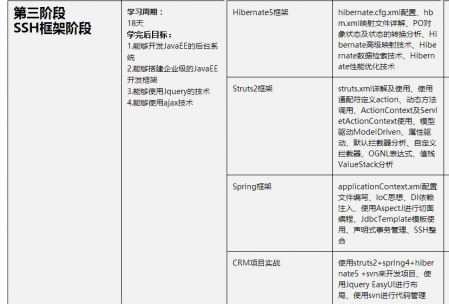 第三阶段
SSH框架阶段
学习周期：
18天
学完后目标：
1.能够开发JavaEE的后台系
统
2.能够搭建企业级的JavaEE
开发框架
3.能够使用Jquery的技术
4.能够使用ajax技术
Hibernate5框架
hibernate.cfg.xml配置、hb
m.xml映射文件详解、PO对
象状态及状态的转换分析、Hi
bernate高级映射技术、Hibe
rnate数据检索技术、Hibern
ate性能优化技术
Struts2框架
struts.xml详解及使用、使用
通配符定义action、动态方法
调用、ActionContext及Servl
etActionContext使用、模型
驱动ModelDriven、属性驱
动、默认拦截器分析、自定义
拦截器、OGNL表达式、值栈
ValueStack分析
Spring框架
applicationContext.xml配置
文件编写、IoC思想、DI依赖
注入、使用AspectJ进行切面
编程、JdbcTemplate模板使
用、声明式事务管理、SSH整
合
CRM项目实战
使用struts2+spring4+hiber
nate5 +svn来开发项目、使
用Jquery EasyUI进行布
局、使用svn进行代码管理